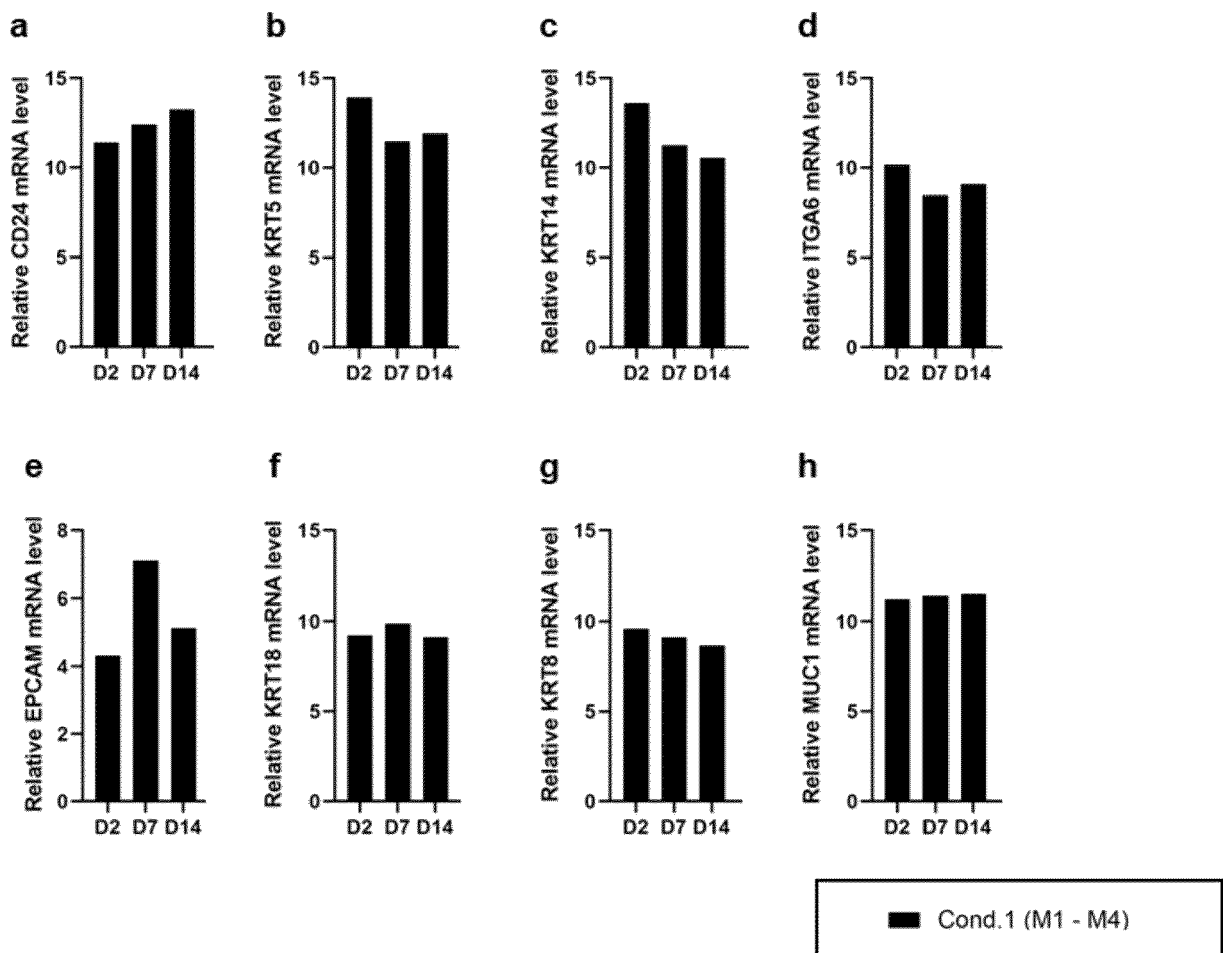 a
Relative CD24 mRNA level
15
10
5
0
D2 D7 D14
b
Relative KRT5 mRNA level
15
10
5
0
D2 D7 D14
c
Relative KRT14 mRNA level
15
10
5
0
D2 D7 D14
d
Relative ITGA6 mRNA level
15
10
5
0
D2 D7 D14
e
Relative EPCAM mRNA level
8
6
4
2
0
D2 D7 D14
f
Relative KRT18 mRNA level
15
10
5
0
D2 D7 D14
g
Relative KRT8 mRNA level
15
10
5
0
D2 D7 D14
h
Relative MUC1 mRNA level
15
10
5
0
D2 D7 D14
Cond.1 (M1 - M4)